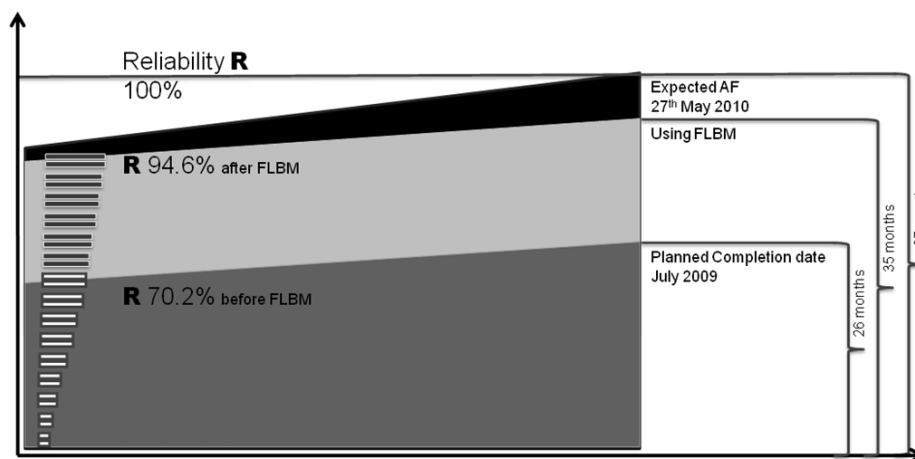 Reliability R
100%
Expected AF
27th May 2010
Using FLBM
R 94.6% after FLBM
Planned Completion date
July 2009
R 70.2% before FLBM
26 months
35 months